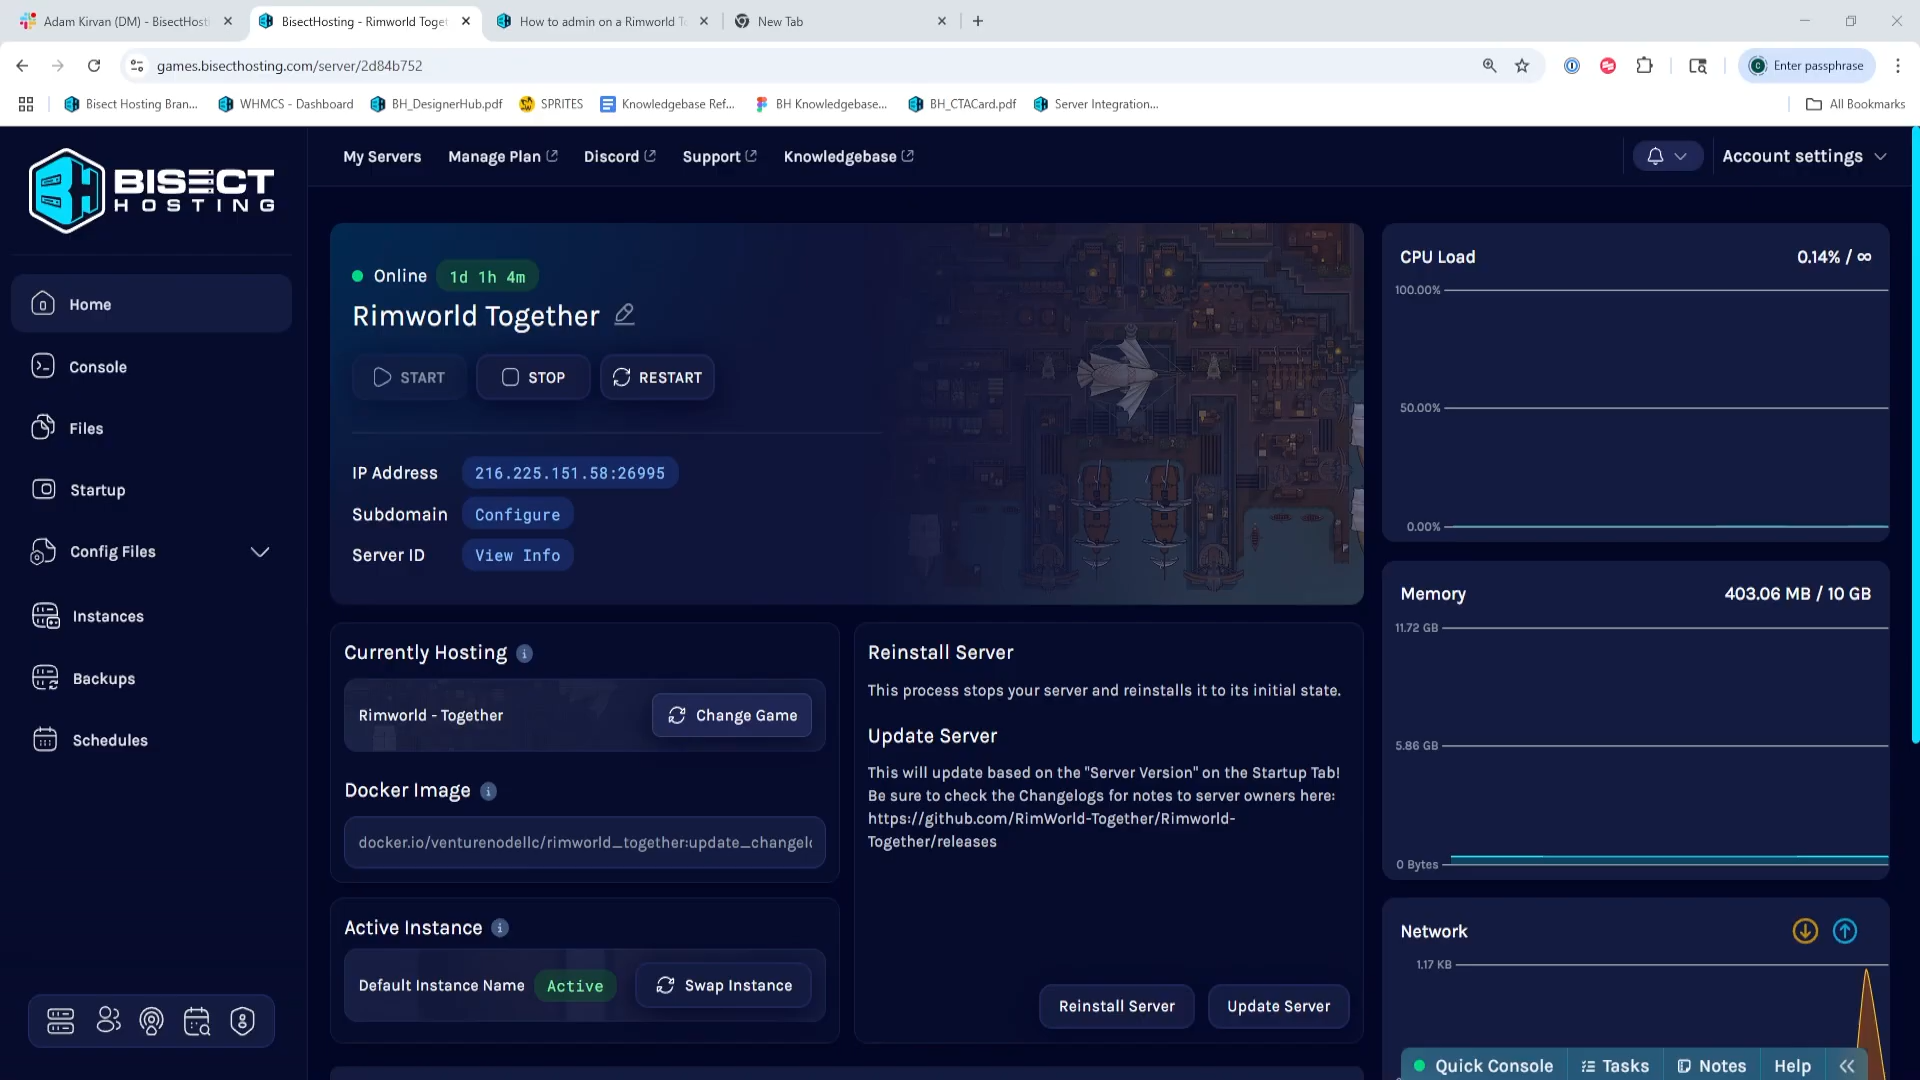 Adam Kirvan (DM) - BisectHosti
BisectHosting - Rimworld Toget
How to admin on a Rimworld T
New Tab
games.bisecthosting.com/server/2d84b752
Enter passphrase
Bisect Hosting Bran...
WHMCS - Dashboard
BH_DesignerHub.pdf
SPRITES
Knowledgebase Ref...
BH Knowledgebase...
BH_CTACard.pdf
Server Integration...
All Bookmarks
BISECT
HOSTING
My Servers
Manage Plan
Discord
Support
Knowledgebase
Account settings
Home
Console
Files
Startup
Config Files
Instances
Backups
Schedules
Online
1d 1h 4m
Rimworld Together
START
STOP
RESTART
IP Address
216.225.151.58:26995
Subdomain
Configure
Server ID
View Info
Currently Hosting
Rimworld - Together
Change Game
Docker Image
docker.io/venturenodellc/rimworld_together:update_changelo
Active Instance
Default Instance Name
Active
Swap Instance
Reinstall Server
This process stops your server and reinstalls it to its initial state.
Update Server
This will update based on the "Server Version" on the Startup Tab!
Be sure to check the Changelogs for notes to server owners here:
https://github.com/RimWorld-Together/Rimworld-
Together/releases
Reinstall Server
Update Server
CPU Load
0.14% / ∞
100.00%
50.00%
0.00%
Memory
403.06 MB / 10 GB
11.72 GB
5.86 GB
0 Bytes
Network
1.17 KB
Quick Console
Tasks
Notes
Help